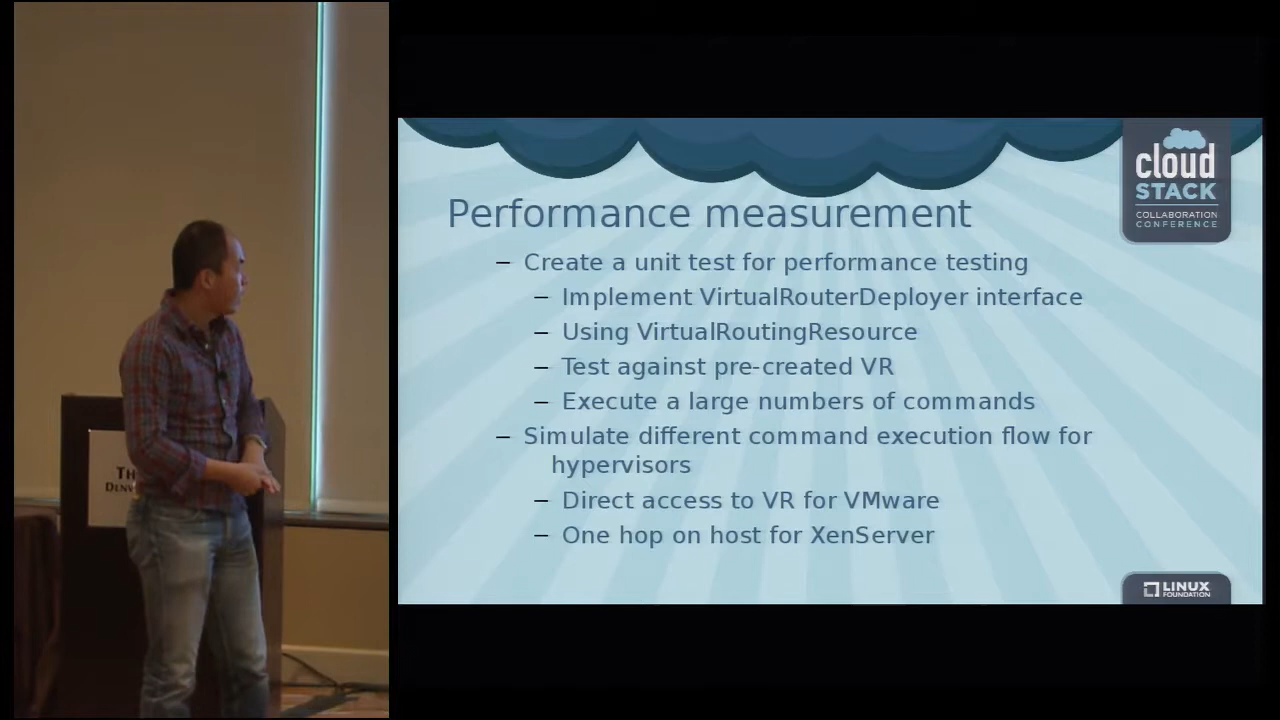 cloud
STACK
COLLABORATION
CONFERENCE
Performance measurement
– Create a unit test for performance testing
– Implement VirtualRouterDeployer interface
– Using VirtualRoutingResource
– Test against pre-created VR
– Execute a large numbers of commands
– Simulate different command execution flow for
hypervisors
– Direct access to VR for VMware
– One hop on host for XenServer
LINUX
FOUNDATION
TH
DENV